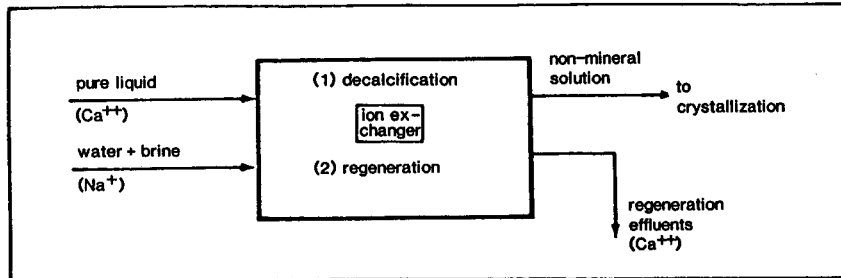 pure liquid
(Ca++)
water + brine
(Na+)
(1) decalcification
ion ex-
changer
(2) regeneration
non-mineral
solution
to
crystallization
regeneration
effluents
(Ca++)